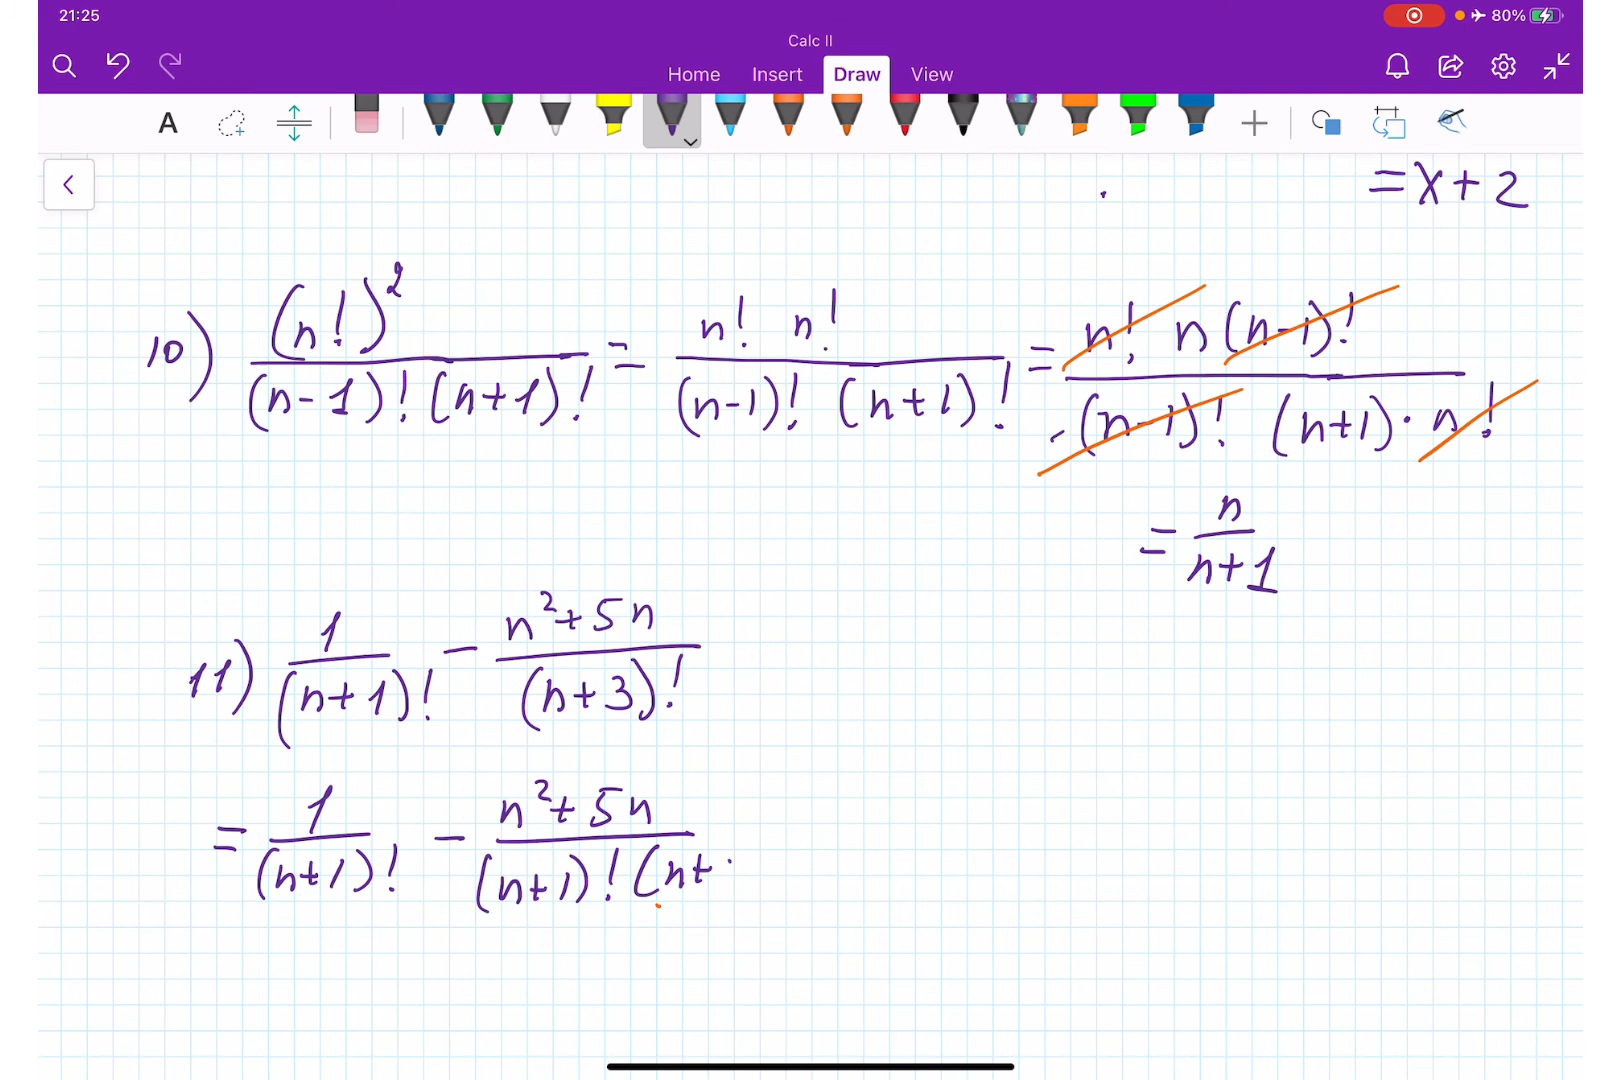 21:25
80%
Calc II
Home Insert Draw View
A
= x + 2
10) (n!)² / (n-1)! (n+1)! = n! n! / (n-1)! (n+1)! = n! n (n-1)! / (n-1)! (n+1) · n!
= n / n+1
11) 1 / (n+1)! - n² + 5n / (n+3)!
= 1 / (n+1)! - n² + 5n / (n+1)! (n+